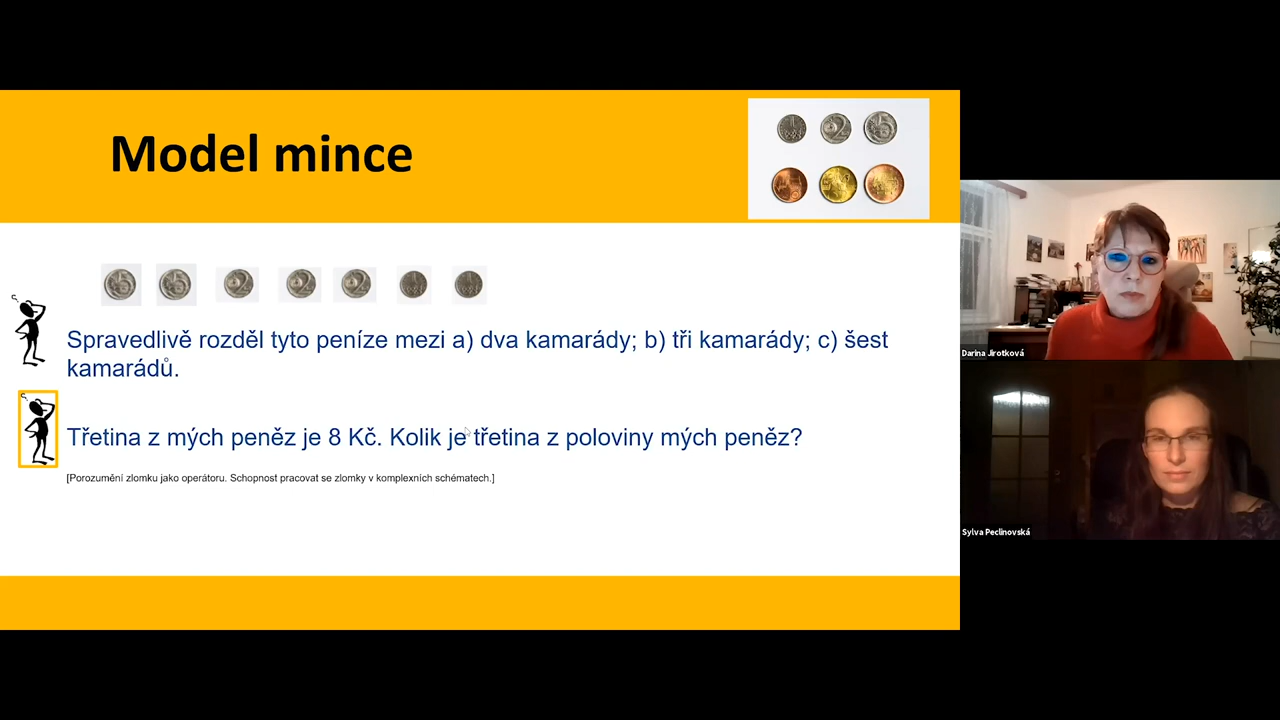 Model mince
Spravedlivě rozděl tyto peníze mezi a) dva kamarády; b) tři kamarády; c) šest
kamarádů.
Třetina z mých peněz je 8 Kč. Kolik je třetina z poloviny mých peněz?
[Porozumění zlomku jako operátoru. Schopnost pracovat se zlomky v komplexních schématech.]
Darina Jirotková
Sylva Peclinovská